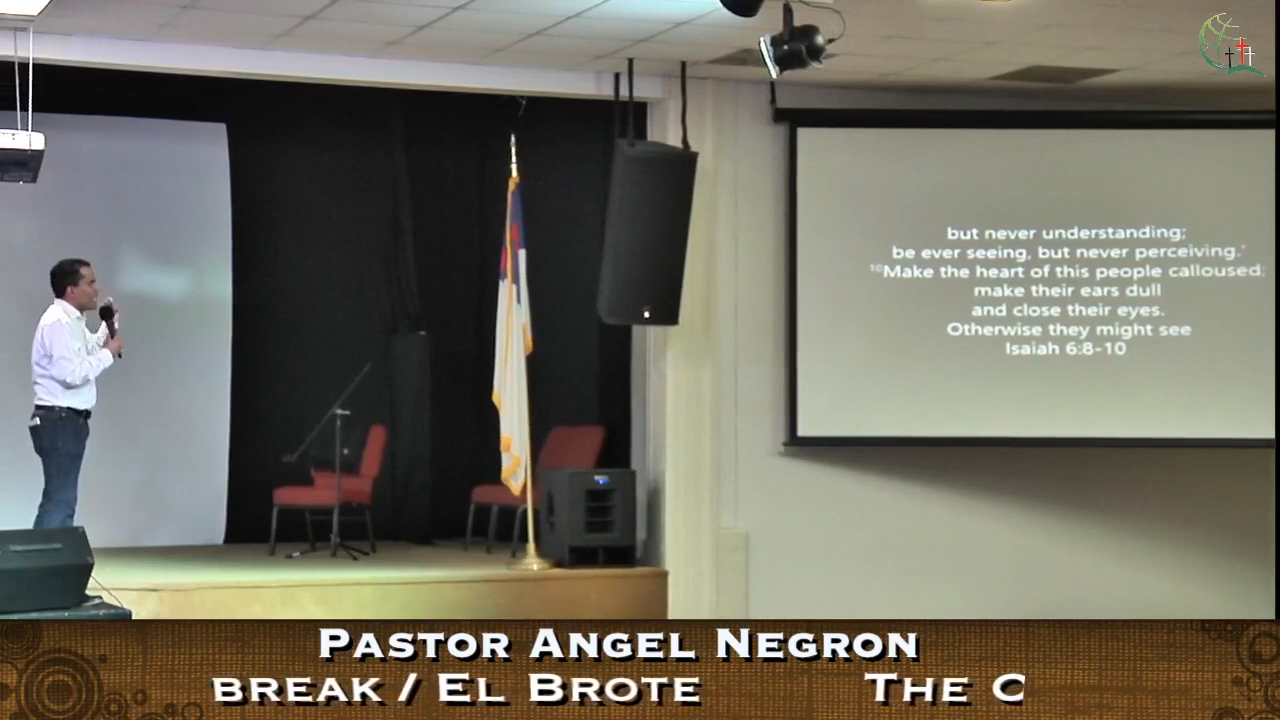 but never understanding;
be ever seeing, but never perceiving.'
¹⁰Make the heart of this people calloused;
make their ears dull
and close their eyes.
Otherwise they might see
Isaiah 6:8-10
PASTOR ANGEL NEGRON
BREAK / EL BROTE THE C